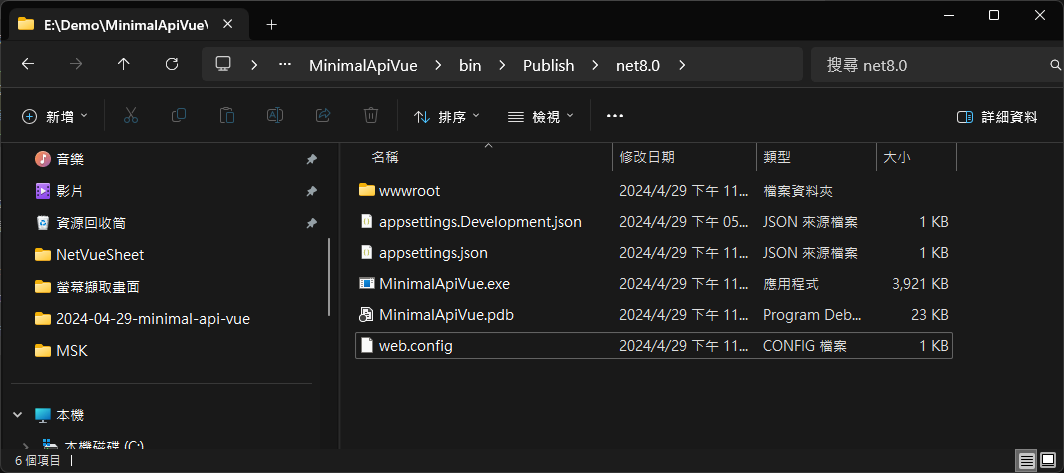 E:\Demo\MinimalApiVue\
MinimalApiVue > bin > Publish > net8.0 >
搜尋 net8.0
新增 排序 檢視 詳細資料
名稱 修改日期 類型 大小
音樂
影片
資源回收筒
NetVueSheet
螢幕擷取畫面
2024-04-29-minimal-api-vue
MSK
本機
本機磁碟 (C:)
wwwroot 2024/4/29 下午 11... 檔案資料夾
appsettings.Development.json 2024/4/29 下午 05... JSON 來源檔案 1 KB
appsettings.json 2024/4/29 下午 11... JSON 來源檔案 1 KB
MinimalApiVue.exe 2024/4/29 下午 11... 應用程式 3,921 KB
MinimalApiVue.pdb 2024/4/29 下午 11... Program Deb... 23 KB
web.config 2024/4/29 下午 11... CONFIG 檔案 1 KB
6 個項目